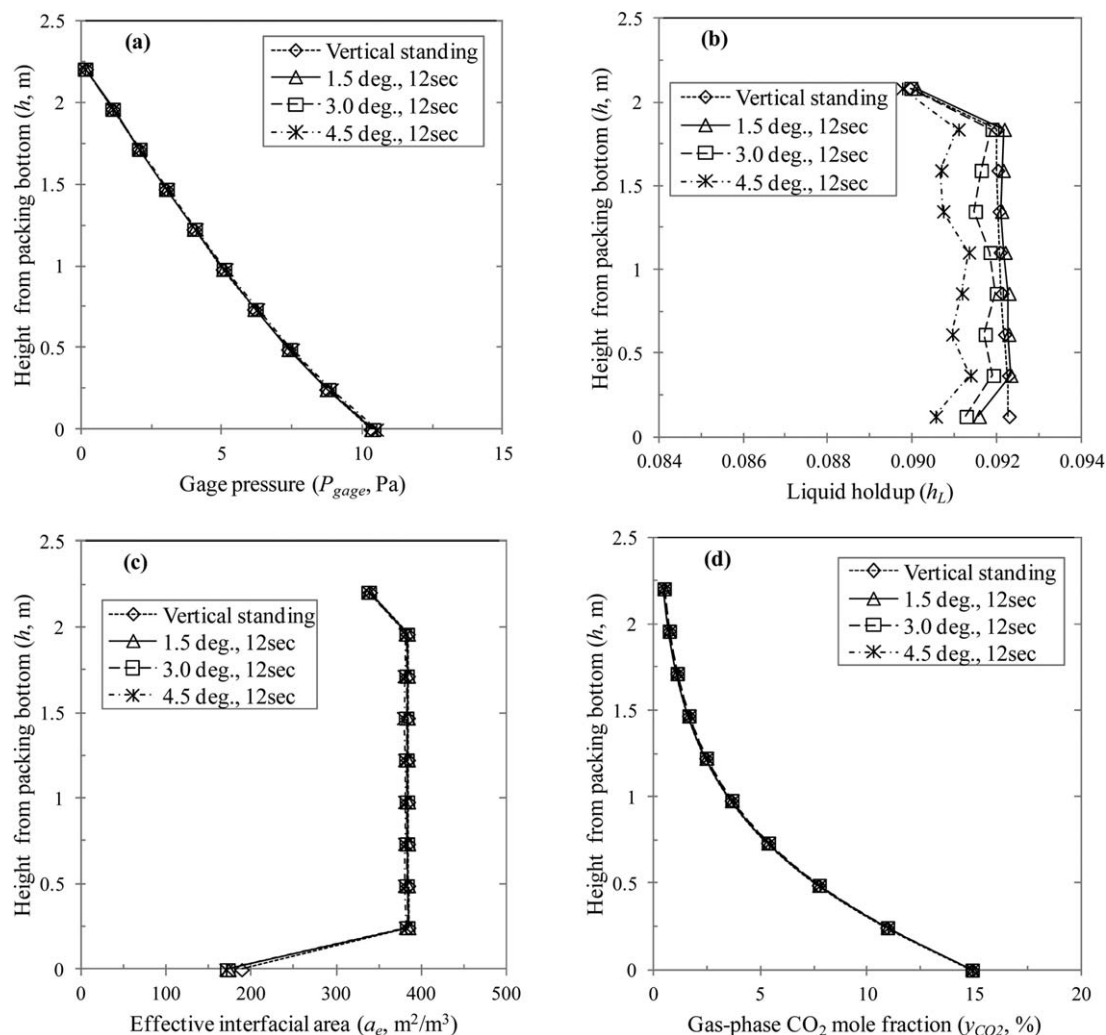 (a)
Vertical standing
1.5 deg., 12sec
3.0 deg., 12sec
4.5 deg., 12sec
Height from packing bottom (h, m)
2.5
2
1.5
1
0.5
0
0 5 10 15
Gage pressure (P_gage, Pa)
(b)
Vertical standing
1.5 deg., 12sec
3.0 deg., 12sec
4.5 deg., 12sec
Height from packing bottom (h, m)
2.5
2
1.5
1
0.5
0
0.084 0.086 0.088 0.090 0.092 0.094
Liquid holdup (h_L)
(c)
Vertical standing
1.5 deg., 12sec
3.0 deg., 12sec
4.5 deg., 12sec
Height from packing bottom (h, m)
2.5
2
1.5
1
0.5
0
0 100 200 300 400 500
Effective interfacial area (a_e, m²/m³)
(d)
Vertical standing
1.5 deg., 12sec
3.0 deg., 12sec
4.5 deg., 12sec
Height from packing bottom (h, m)
2.5
2
1.5
1
0.5
0
0 5 10 15 20
Gas-phase CO₂ mole fraction (y_CO2, %)